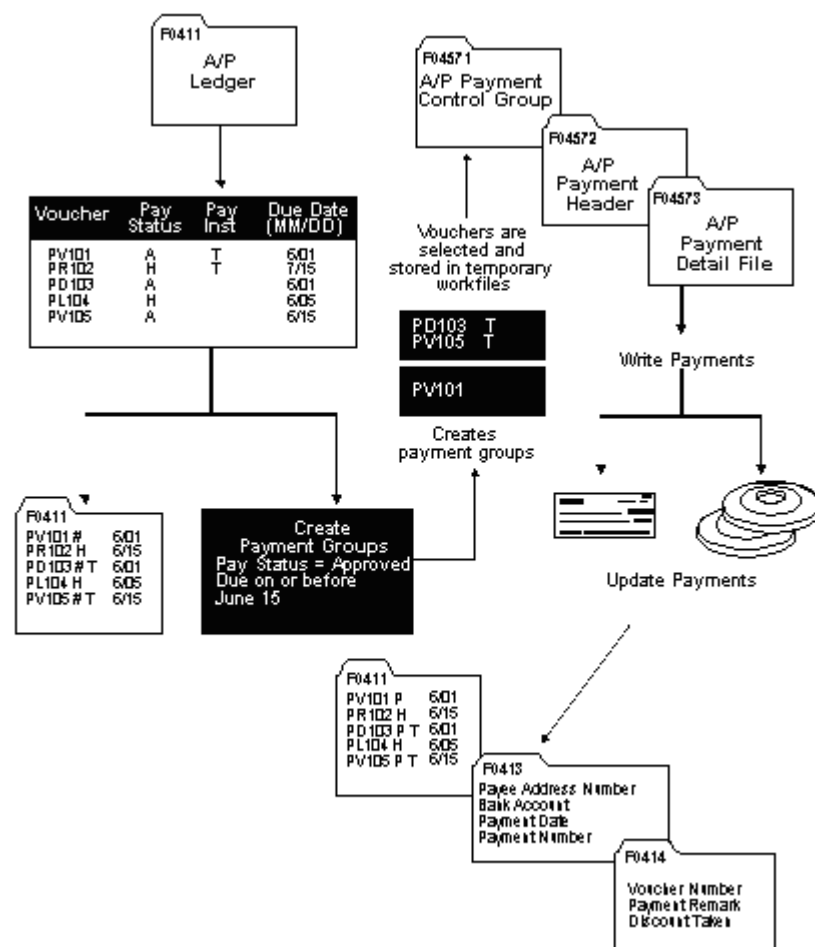 F0411
A/P
Ledger
F04571
A/P Payment
Control Group
F04572
A/P
Payment
Header
F04573
A/P
Payment
Detail File
Voucher Pay Status Pay Inst Due Date (MM/DD)
PV101 A T 6/01
PR102 H T 7/15
PD103 A 6/01
PL104 H 6/05
PV105 A 6/15
Vouchers are
selected and
stored in temporary
workfiles
PD103 T
PV105 T
PV101
Creates
payment groups
Write Payments
F0411
PV101 # 6/01
PR102 H 6/15
PD103 # T 6/01
PL104 H 6/05
PV105 # T 6/15
Create
Payment Groups
Pay Status = Approved
Due on or before
June 15
Update Payments
F0411
PV101 P 6/01
PR102 H 6/15
PD103 P T 6/01
PL104 H 6/05
PV105 P T 6/15
F0413
Payee Address Number
Bank Account
Payment Date
Payment Number
F0414
Voucher Number
Payment Remark
Discount Taken